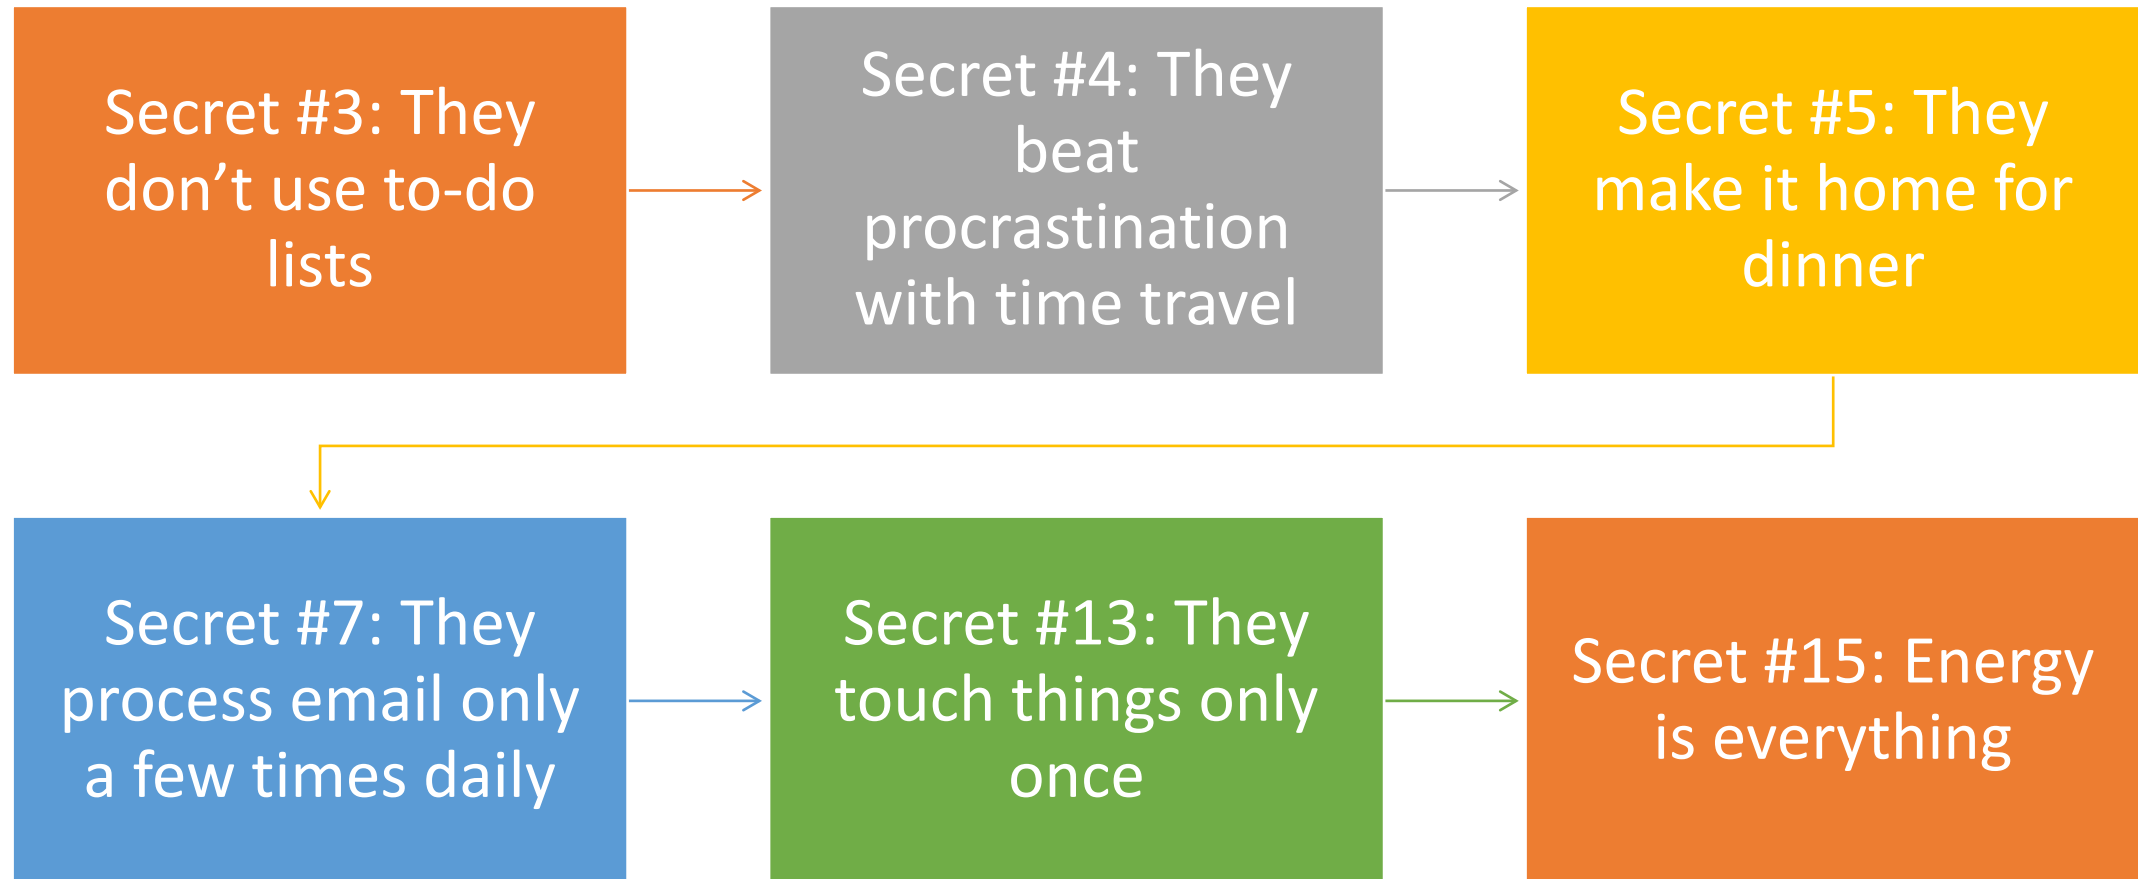 Secret #3: They
don’t use to-do
lists
Secret #4: They
beat
procrastination
with time travel
Secret #5: They
make it home for
dinner
Secret #7: They
process email only
a few times daily
Secret #13: They
touch things only
once
Secret #15: Energy
is everything